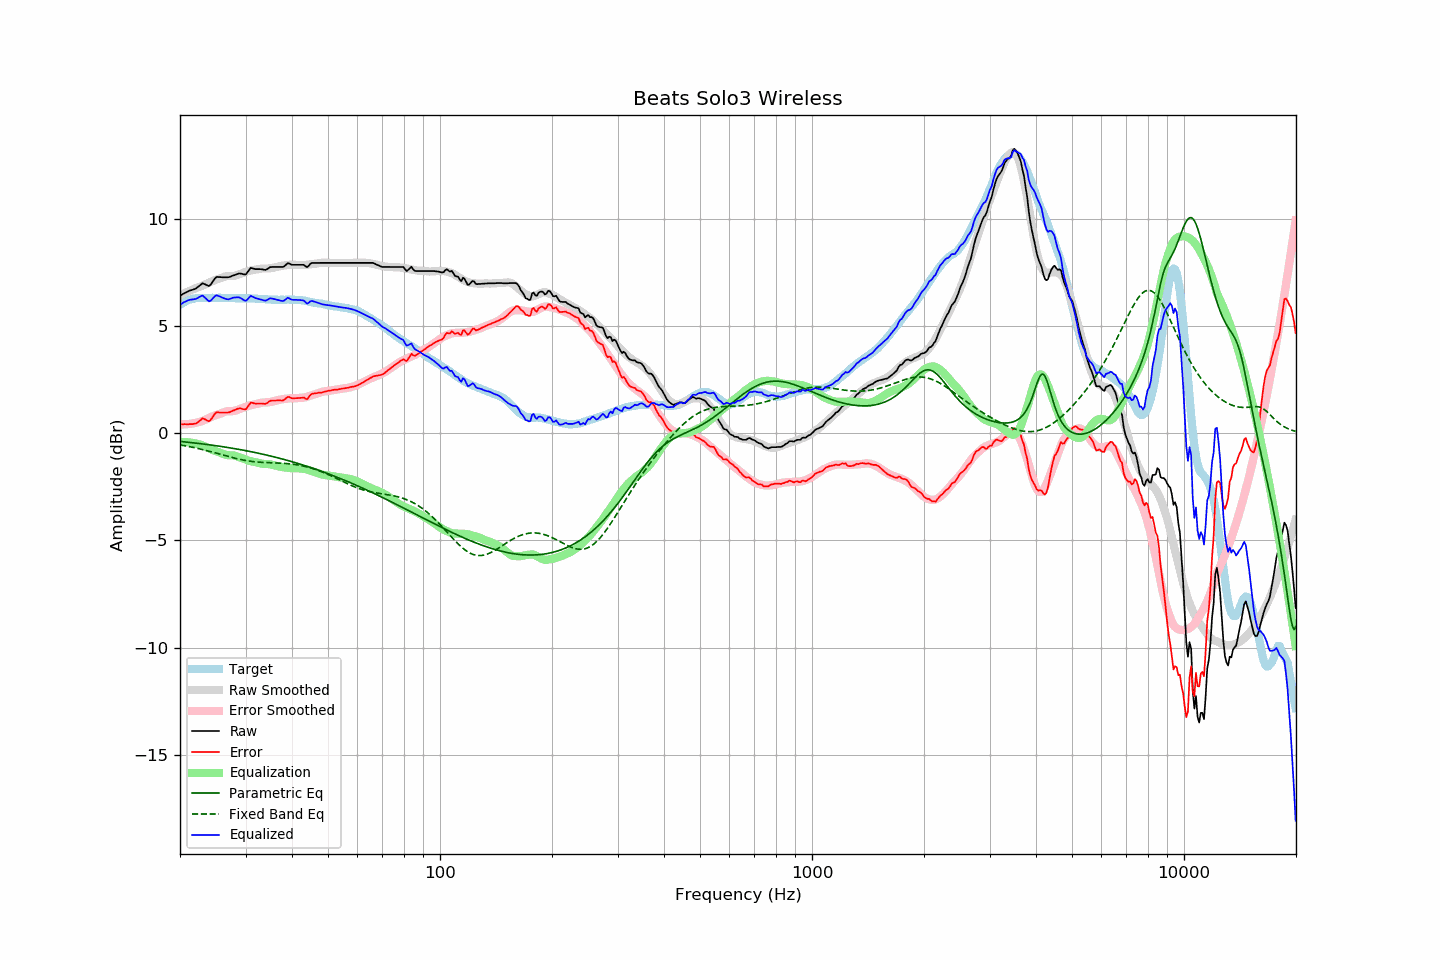 Beats Solo3 Wireless
Amplitude (dBr)
10
5
0
−5
−10
−15
Target
Raw Smoothed
Error Smoothed
Raw
Error
Equalization
Parametric Eq
Fixed Band Eq
Equalized
100
1000
10000
Frequency (Hz)